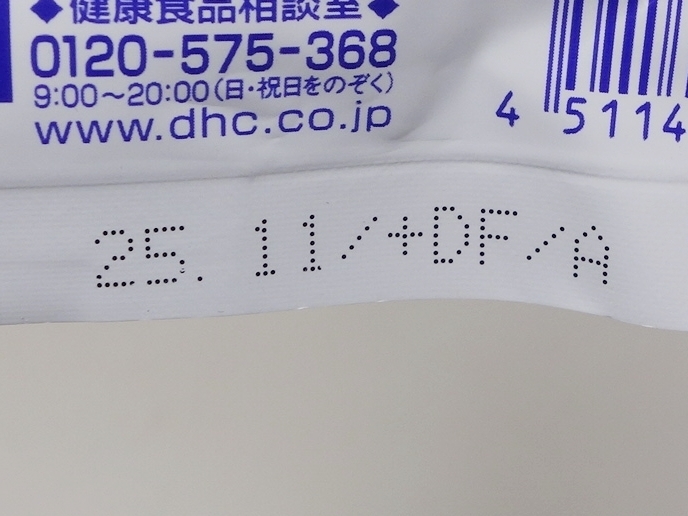 ◆健康食品相談室◆
0120-575-368
9:00～20:00(日・祝日をのぞく)
www.dhc.co.jp
4 5114
25. 11/+DF/A